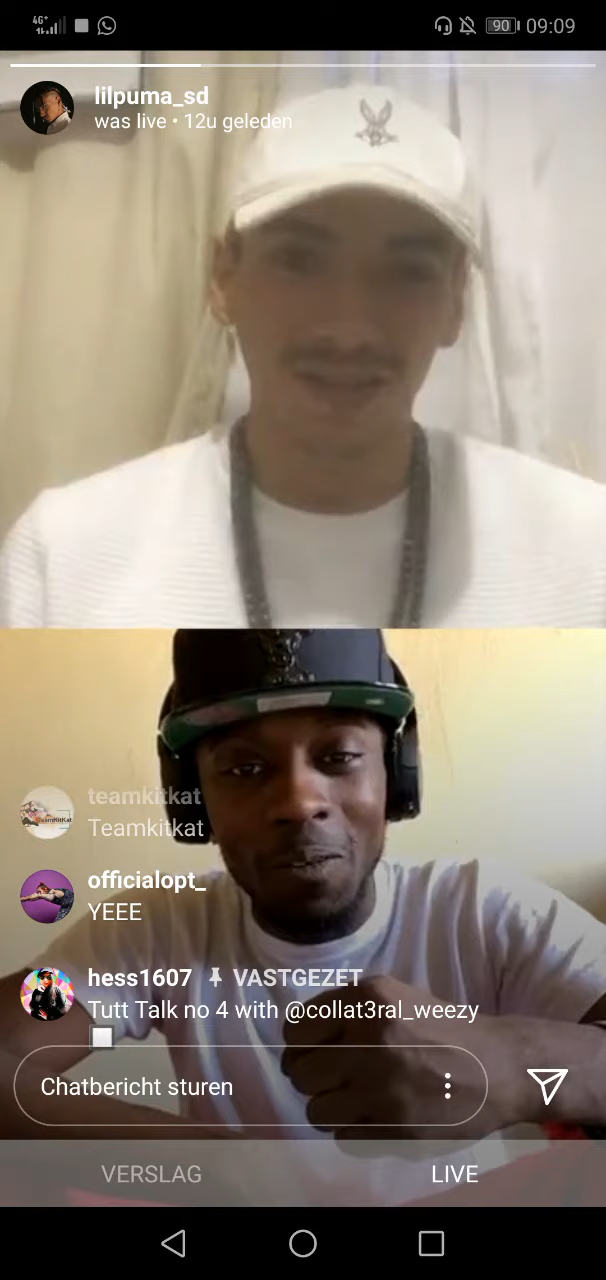 4G+
90
09:09
lilpuma_sd
was live • 12u geleden
teamkitkat
Teamkitkat
officialopt_
YEEE
hess1607 VASTGEZET
Tutt Talk no 4 with @collat3ral_weezy
Chatbericht sturen
VERSLAG
LIVE